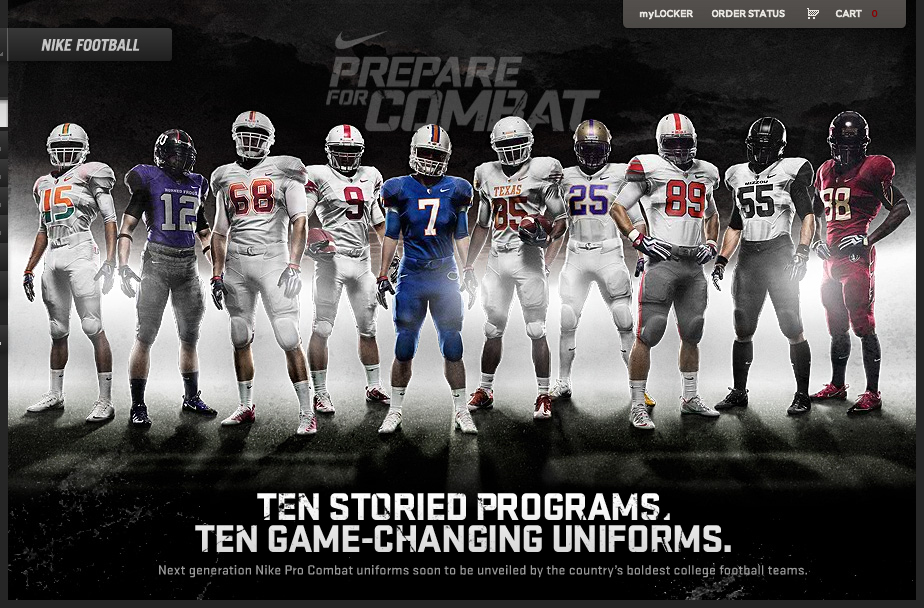 myLOCKER ORDER STATUS CART 0
NIKE FOOTBALL
PREPARE
FOR COMBAT
15
HORNED FROGS
12
68
9
7
TEXAS
85
25
89
MIZZOU
55
98
TEN STORIED PROGRAMS.
TEN GAME-CHANGING UNIFORMS.
Next generation Nike Pro Combat uniforms soon to be unveiled by the country's boldest college football teams.